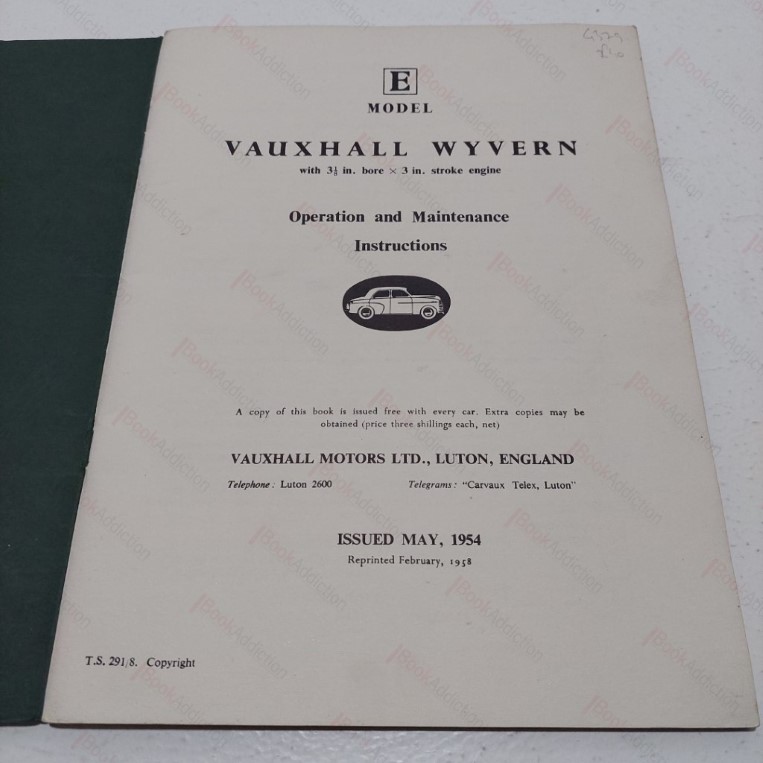 E
MODEL
VAUXHALL WYVERN
with 3⅛ in. bore × 3 in. stroke engine
Operation and Maintenance
Instructions
A copy of this book is issued free with every car. Extra copies may be
obtained (price three shillings each, net)
VAUXHALL MOTORS LTD., LUTON, ENGLAND
Telephone: Luton 2600 Telegrams: "Carvaux Telex, Luton"
ISSUED MAY, 1954
Reprinted February, 1958
T.S. 291/8. Copyright
BookAddiction